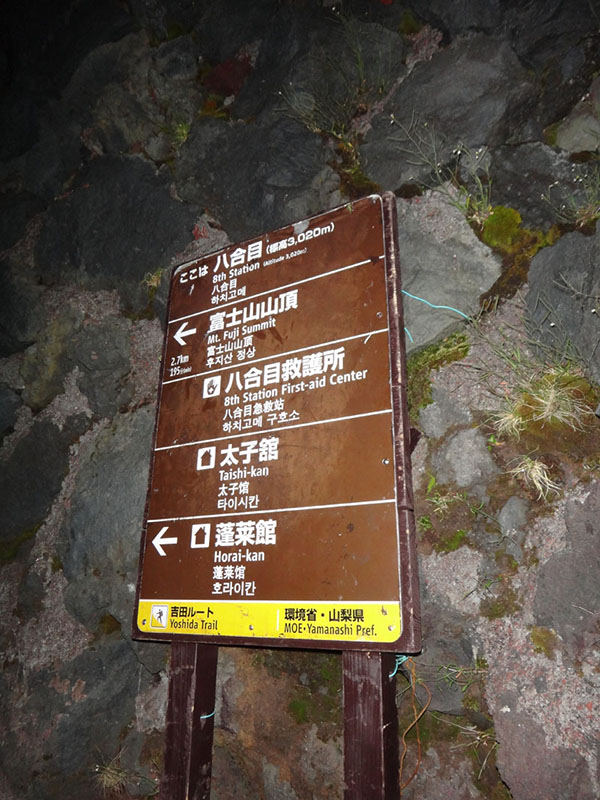 ここは 八合目(標高3,020m)
8th Station (Altitude 3,020m)
八合目
하치고메
富士山山頂
Mt. Fuji Summit
富士山山顶
후지산 정상
2.7km
195(min)
八合目救護所
8th Station First-aid Center
八合目急救站
하치고메 구호소
太子舘
Taishi-kan
太子馆
타이시칸
蓬莱館
Horai-kan
蓬莱馆
호라이칸
吉田ルート
Yoshida Trail
環境省・山梨県
MOE・Yamanashi Pref.